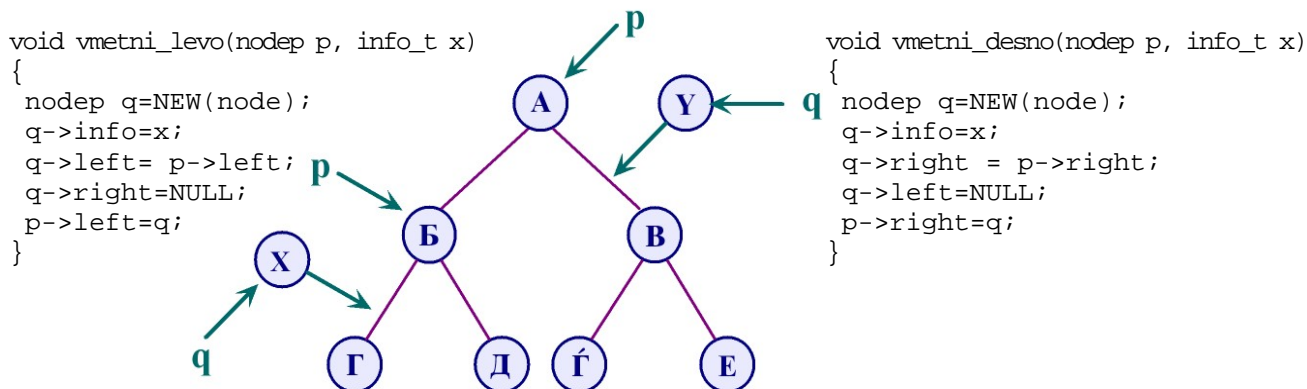 void vmetni_levo(nodep p, info_t x)
{
nodep q=NEW(node);
q->info=x;
q->left= p->left;
q->right=NULL;
p->left=q;
}
p
А
Y
q
p
Б
В
X
q
Г
Д
Ѓ
Е
void vmetni_desno(nodep p, info_t x)
{
nodep q=NEW(node);
q->info=x;
q->right = p->right;
q->left=NULL;
p->right=q;
}